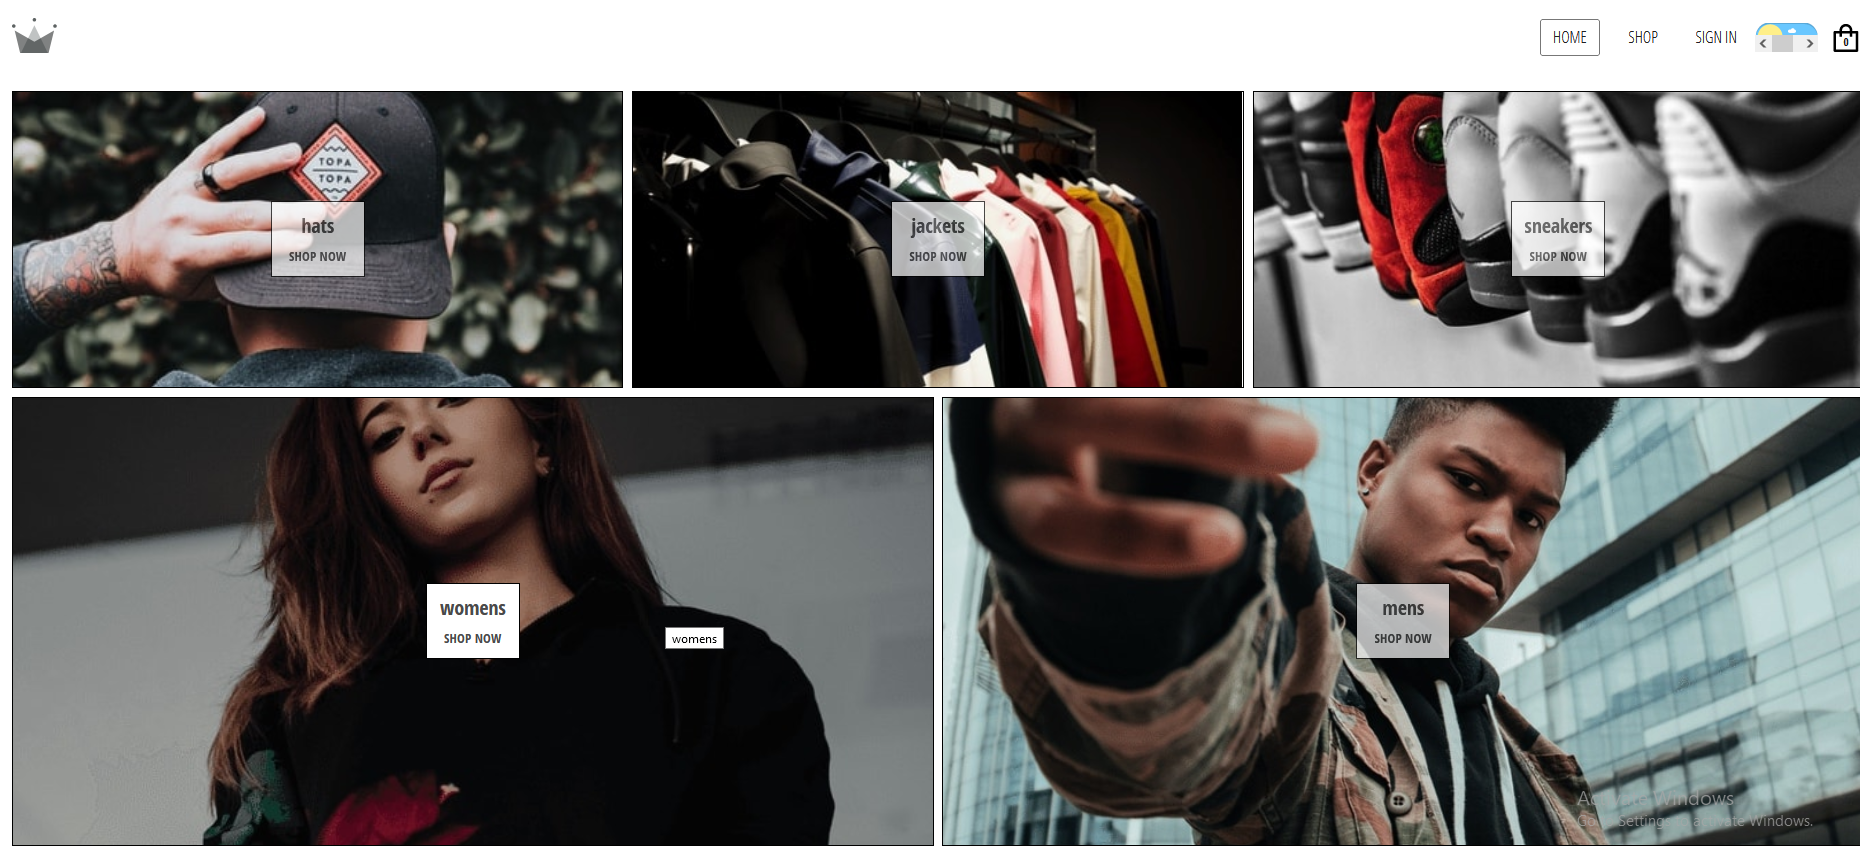 HOME
SHOP
SIGN IN
0
TOPA
TOPA
hats
SHOP NOW
jackets
SHOP NOW
sneakers
SHOP NOW
womens
SHOP NOW
womens
mens
SHOP NOW
Activate Windows
Go to Settings to activate Windows.